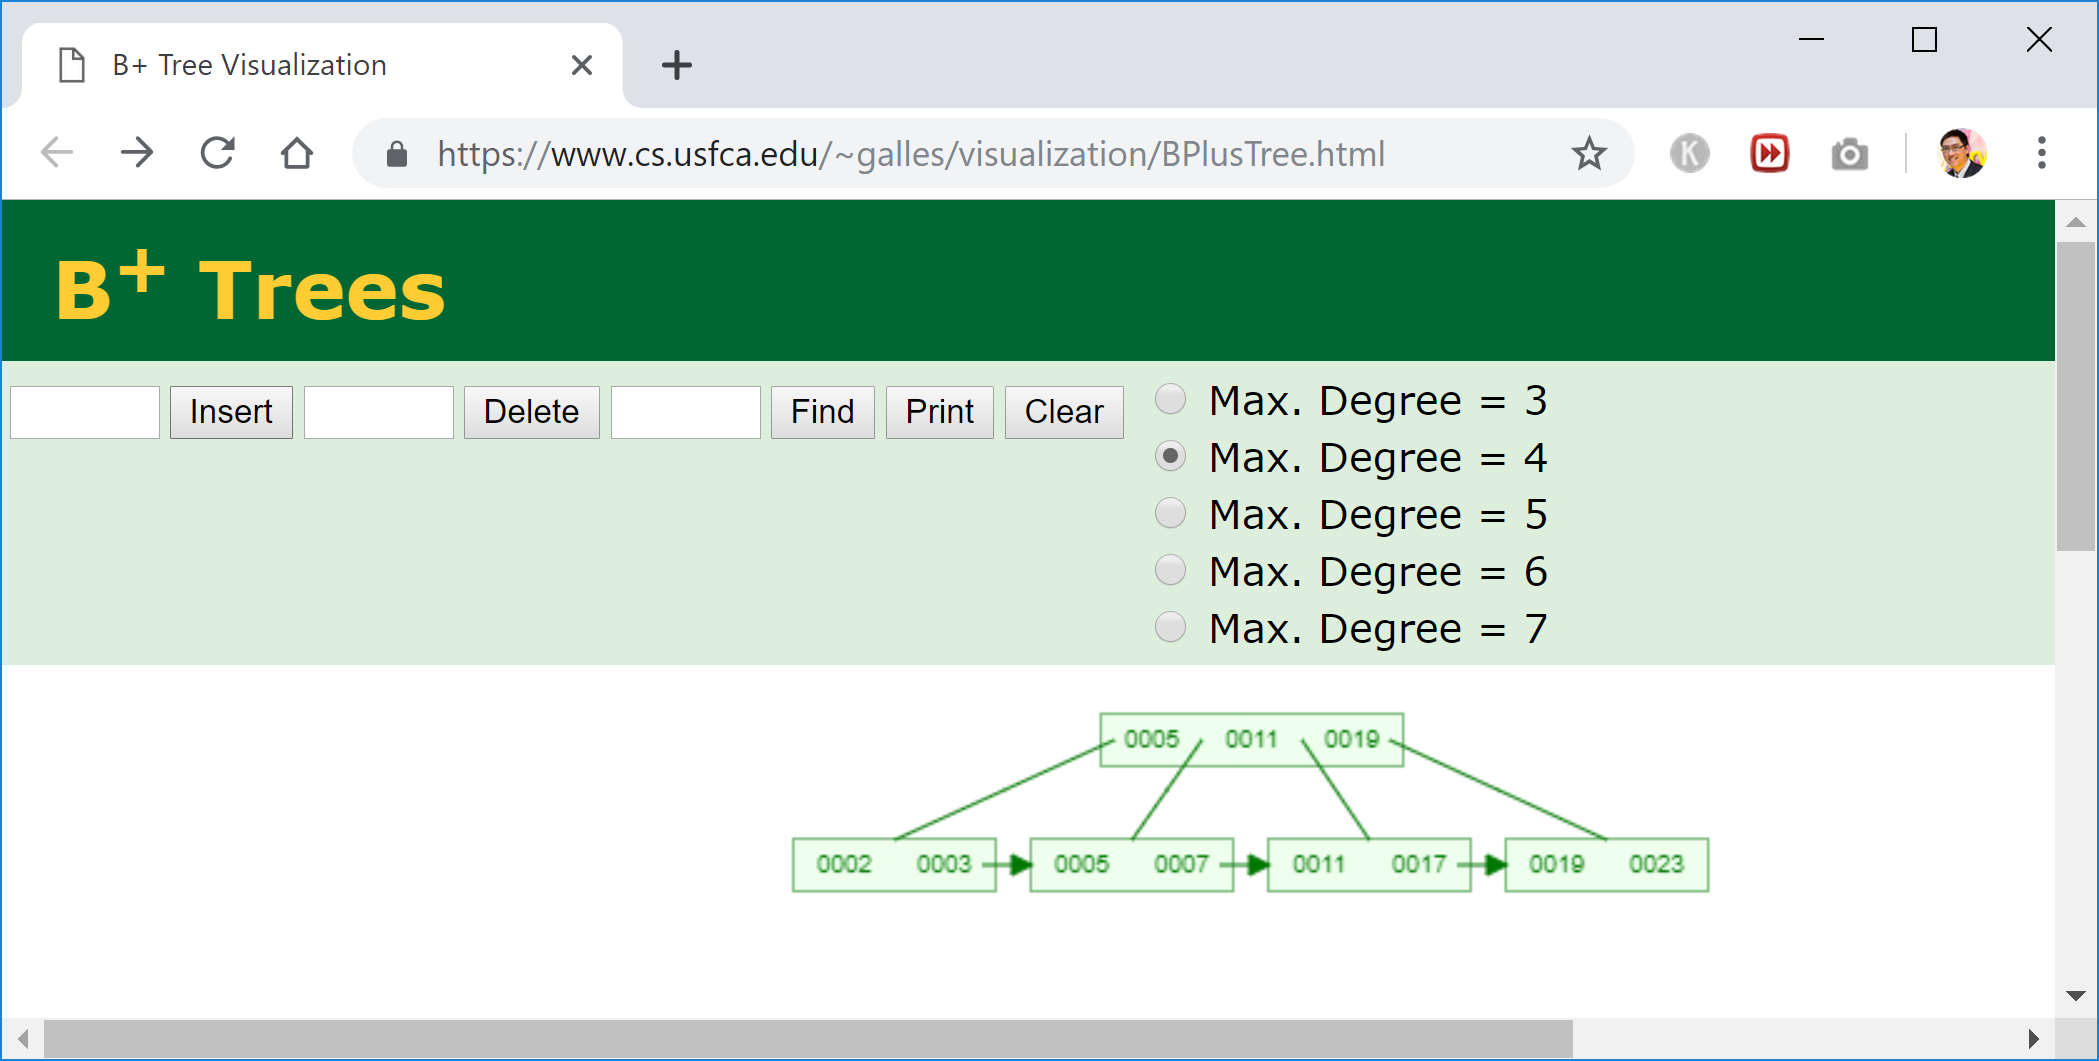 B+ Tree Visualization
https://www.cs.usfca.edu/~galles/visualization/BPlusTree.html
K
B+ Trees
Insert Delete Find Print Clear
Max. Degree = 3
Max. Degree = 4
Max. Degree = 5
Max. Degree = 6
Max. Degree = 7
0005 0011 0019
0002 0003 0005 0007 0011 0017 0019 0023